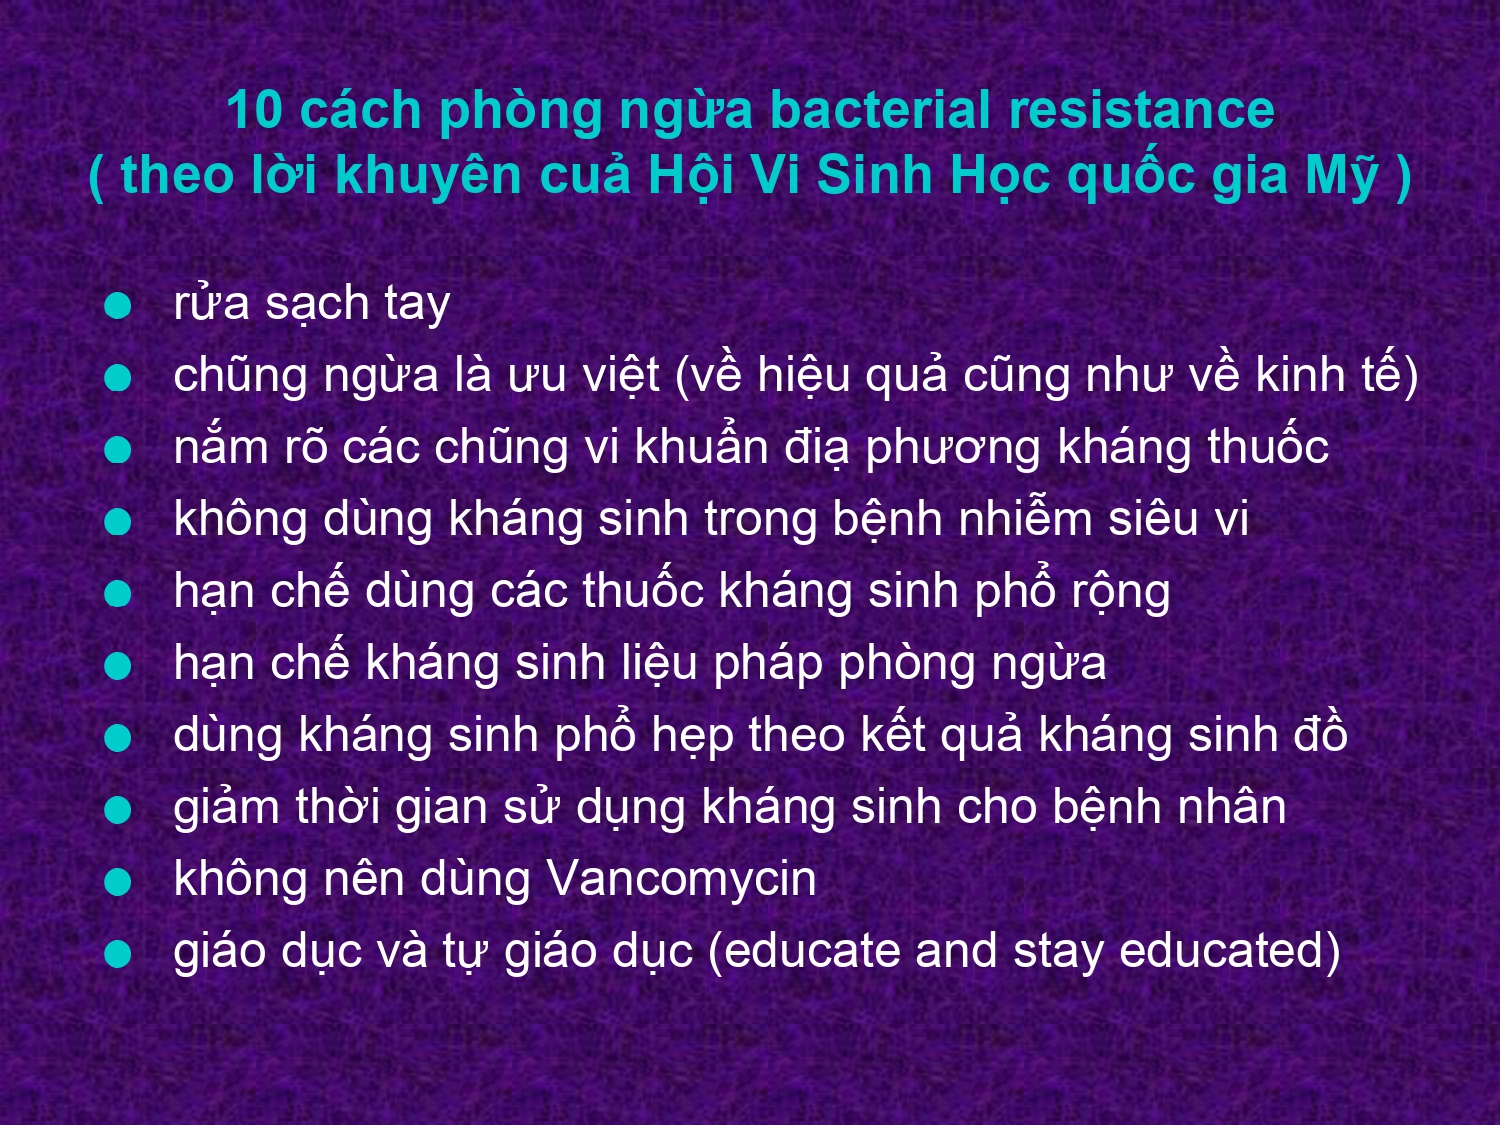 10 cách phòng ngừa bacterial resistance
( theo lời khuyên cuả Hội Vi Sinh Học quốc gia Mỹ )
● rửa sạch tay
● chũng ngừa là ưu việt (về hiệu quả cũng như về kinh tế)
● nắm rõ các chũng vi khuẩn điạ phương kháng thuốc
● không dùng kháng sinh trong bệnh nhiễm siêu vi
● hạn chế dùng các thuốc kháng sinh phổ rộng
● hạn chế kháng sinh liệu pháp phòng ngừa
● dùng kháng sinh phổ hẹp theo kết quả kháng sinh đồ
● giảm thời gian sử dụng kháng sinh cho bệnh nhân
● không nên dùng Vancomycin
● giáo dục và tự giáo dục (educate and stay educated)